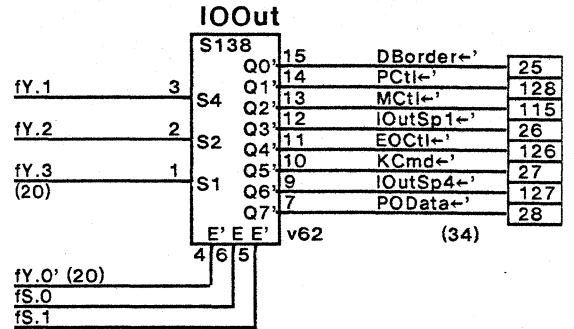 IOOut
S138
Q0' 15 DBorder←' 25
Q1' 14 PCtl←' 128
fY.1 3 S4 Q2' 13 MCtl←' 115
Q3' 12 IOutSp1←' 26
fY.2 2 S2 Q4' 11 EOCtl←' 126
Q5' 10 KCmd←' 27
fY.3 1 S1 Q6' 9 IOutSp4←' 127
(20) Q7' 7 POData←' 28
E' E E' v62 (34)
4 6 5
fY.0' (20)
fS.0
fS.1